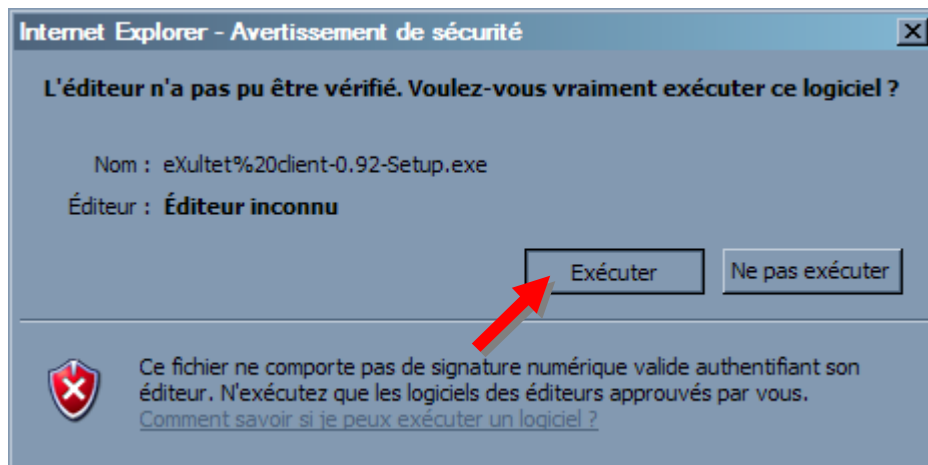 Internet Explorer - Avertissement de sécurité
L'éditeur n'a pas pu être vérifié. Voulez-vous vraiment exécuter ce logiciel ?
Nom : eXultet%20client-0.92-Setup.exe
Éditeur : Éditeur inconnu
Exécuter Ne pas exécuter
Ce fichier ne comporte pas de signature numérique valide authentifiant son
éditeur. N'exécutez que les logiciels des éditeurs approuvés par vous.
Comment savoir si je peux exécuter un logiciel ?